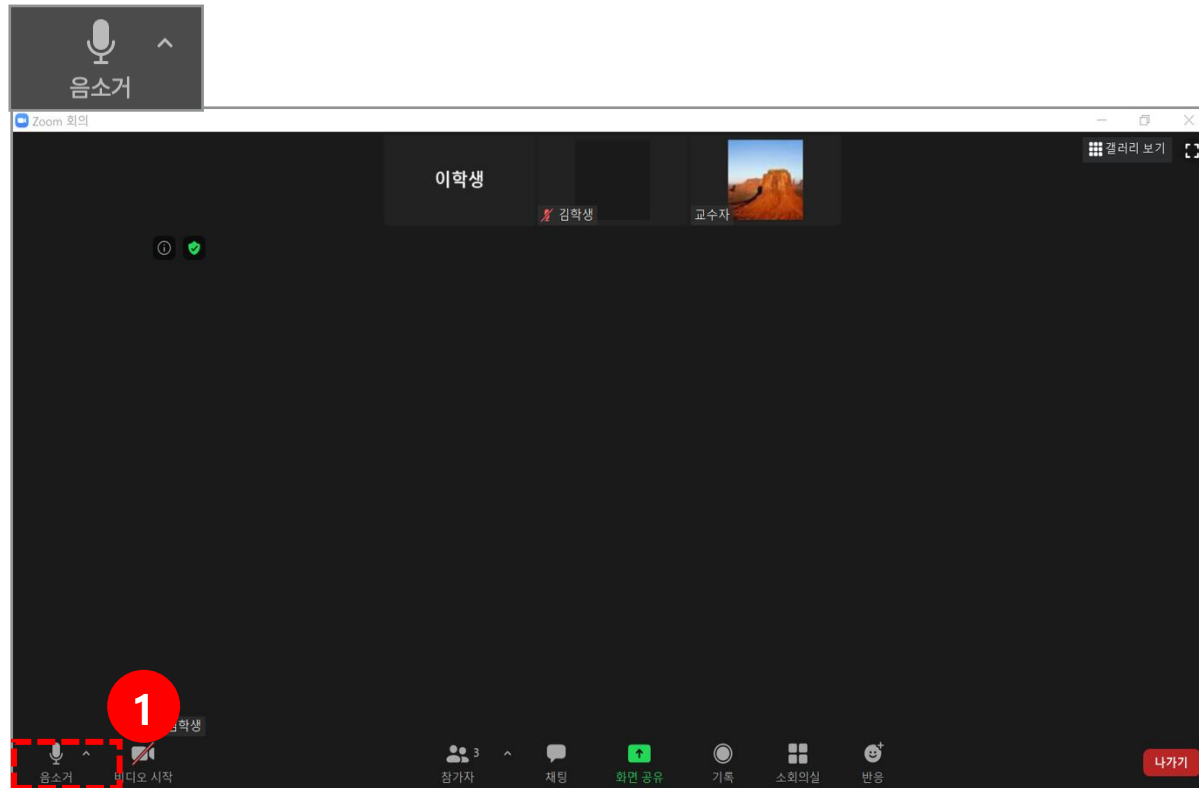 음소거
Zoom 회의
갤러리 보기
이학생
김학생
교수자
1
김학생
음소거
비디오 시작
3
참가자
채팅
화면 공유
기록
소회의실
반응
나가기